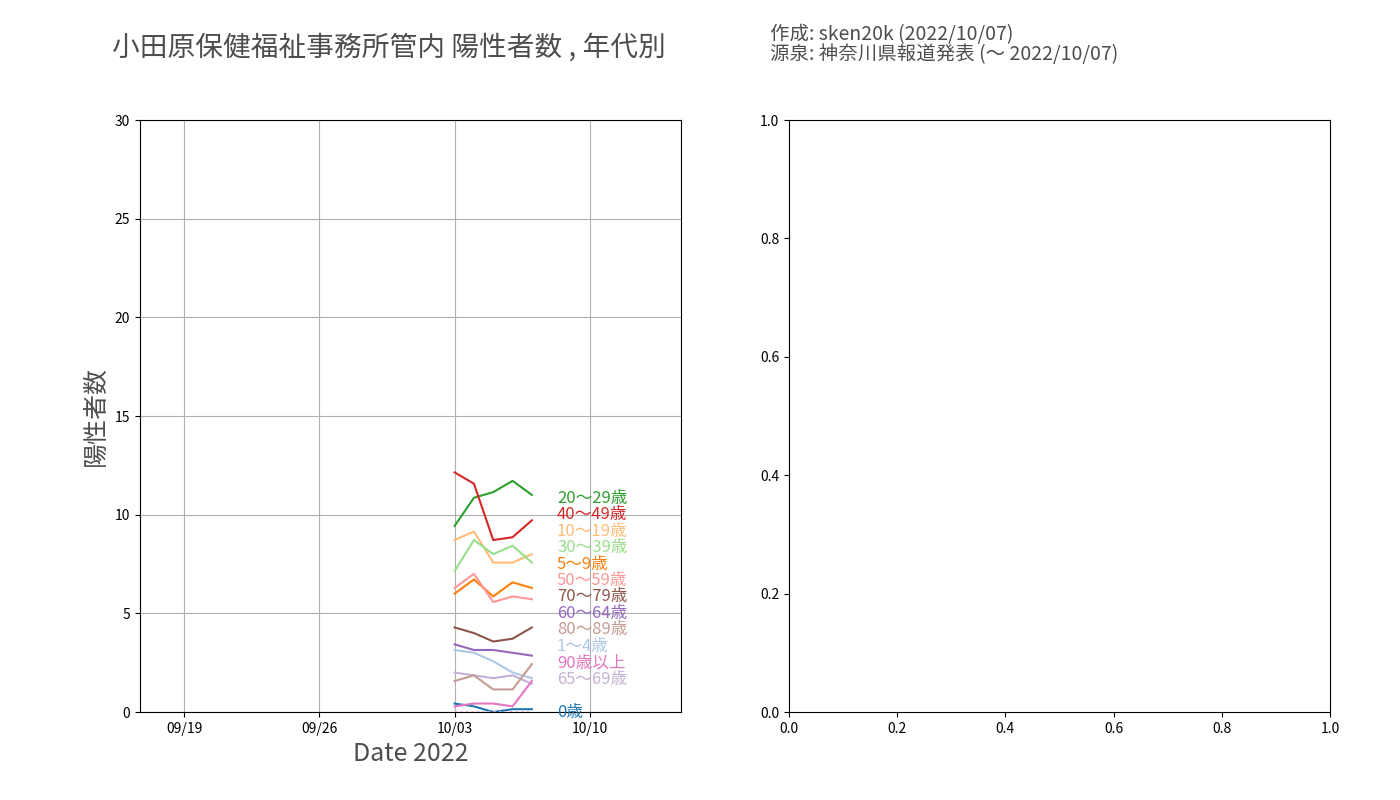 小田原保健福祉事務所管内 陽性者数 , 年代別
作成: sken20k (2022/10/07)
源泉: 神奈川県報道発表 (〜 2022/10/07)
30
25
20
15
10
5
0
陽性者数
20〜29歳
40〜49歳
10〜19歳
30〜39歳
5〜9歳
50〜59歳
70〜79歳
60〜64歳
80〜89歳
1〜4歳
90歳以上
65〜69歳
0歳
09/19
09/26
10/03
10/10
Date 2022
1.0
0.8
0.6
0.4
0.2
0.0
0.0
0.2
0.4
0.6
0.8
1.0